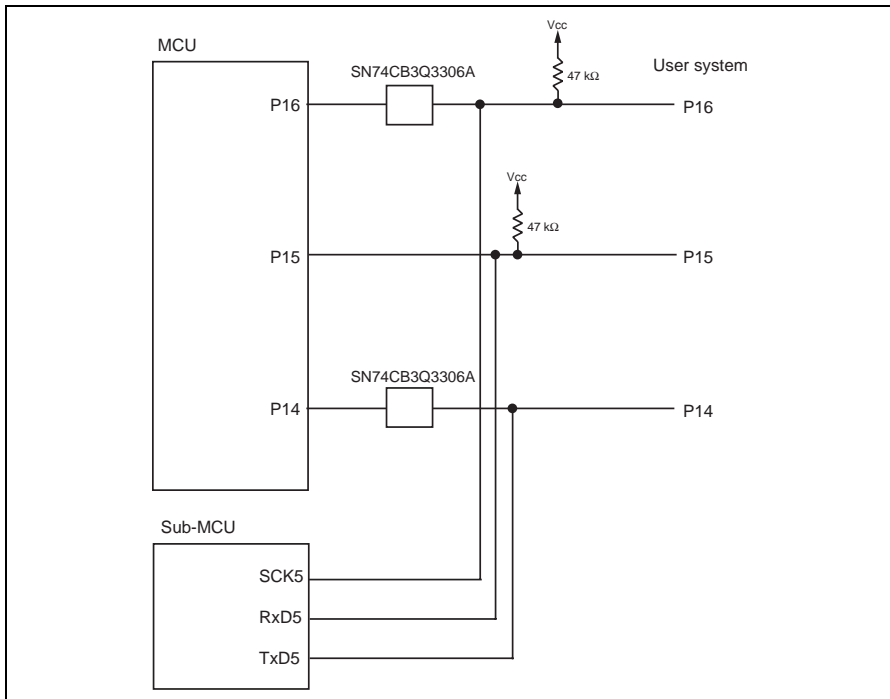 MCU
Vcc
SN74CB3Q3306A
47 kΩ
User system
P16
P16
Vcc
47 kΩ
P15
P15
SN74CB3Q3306A
P14
P14
Sub-MCU
SCK5
RxD5
TxD5